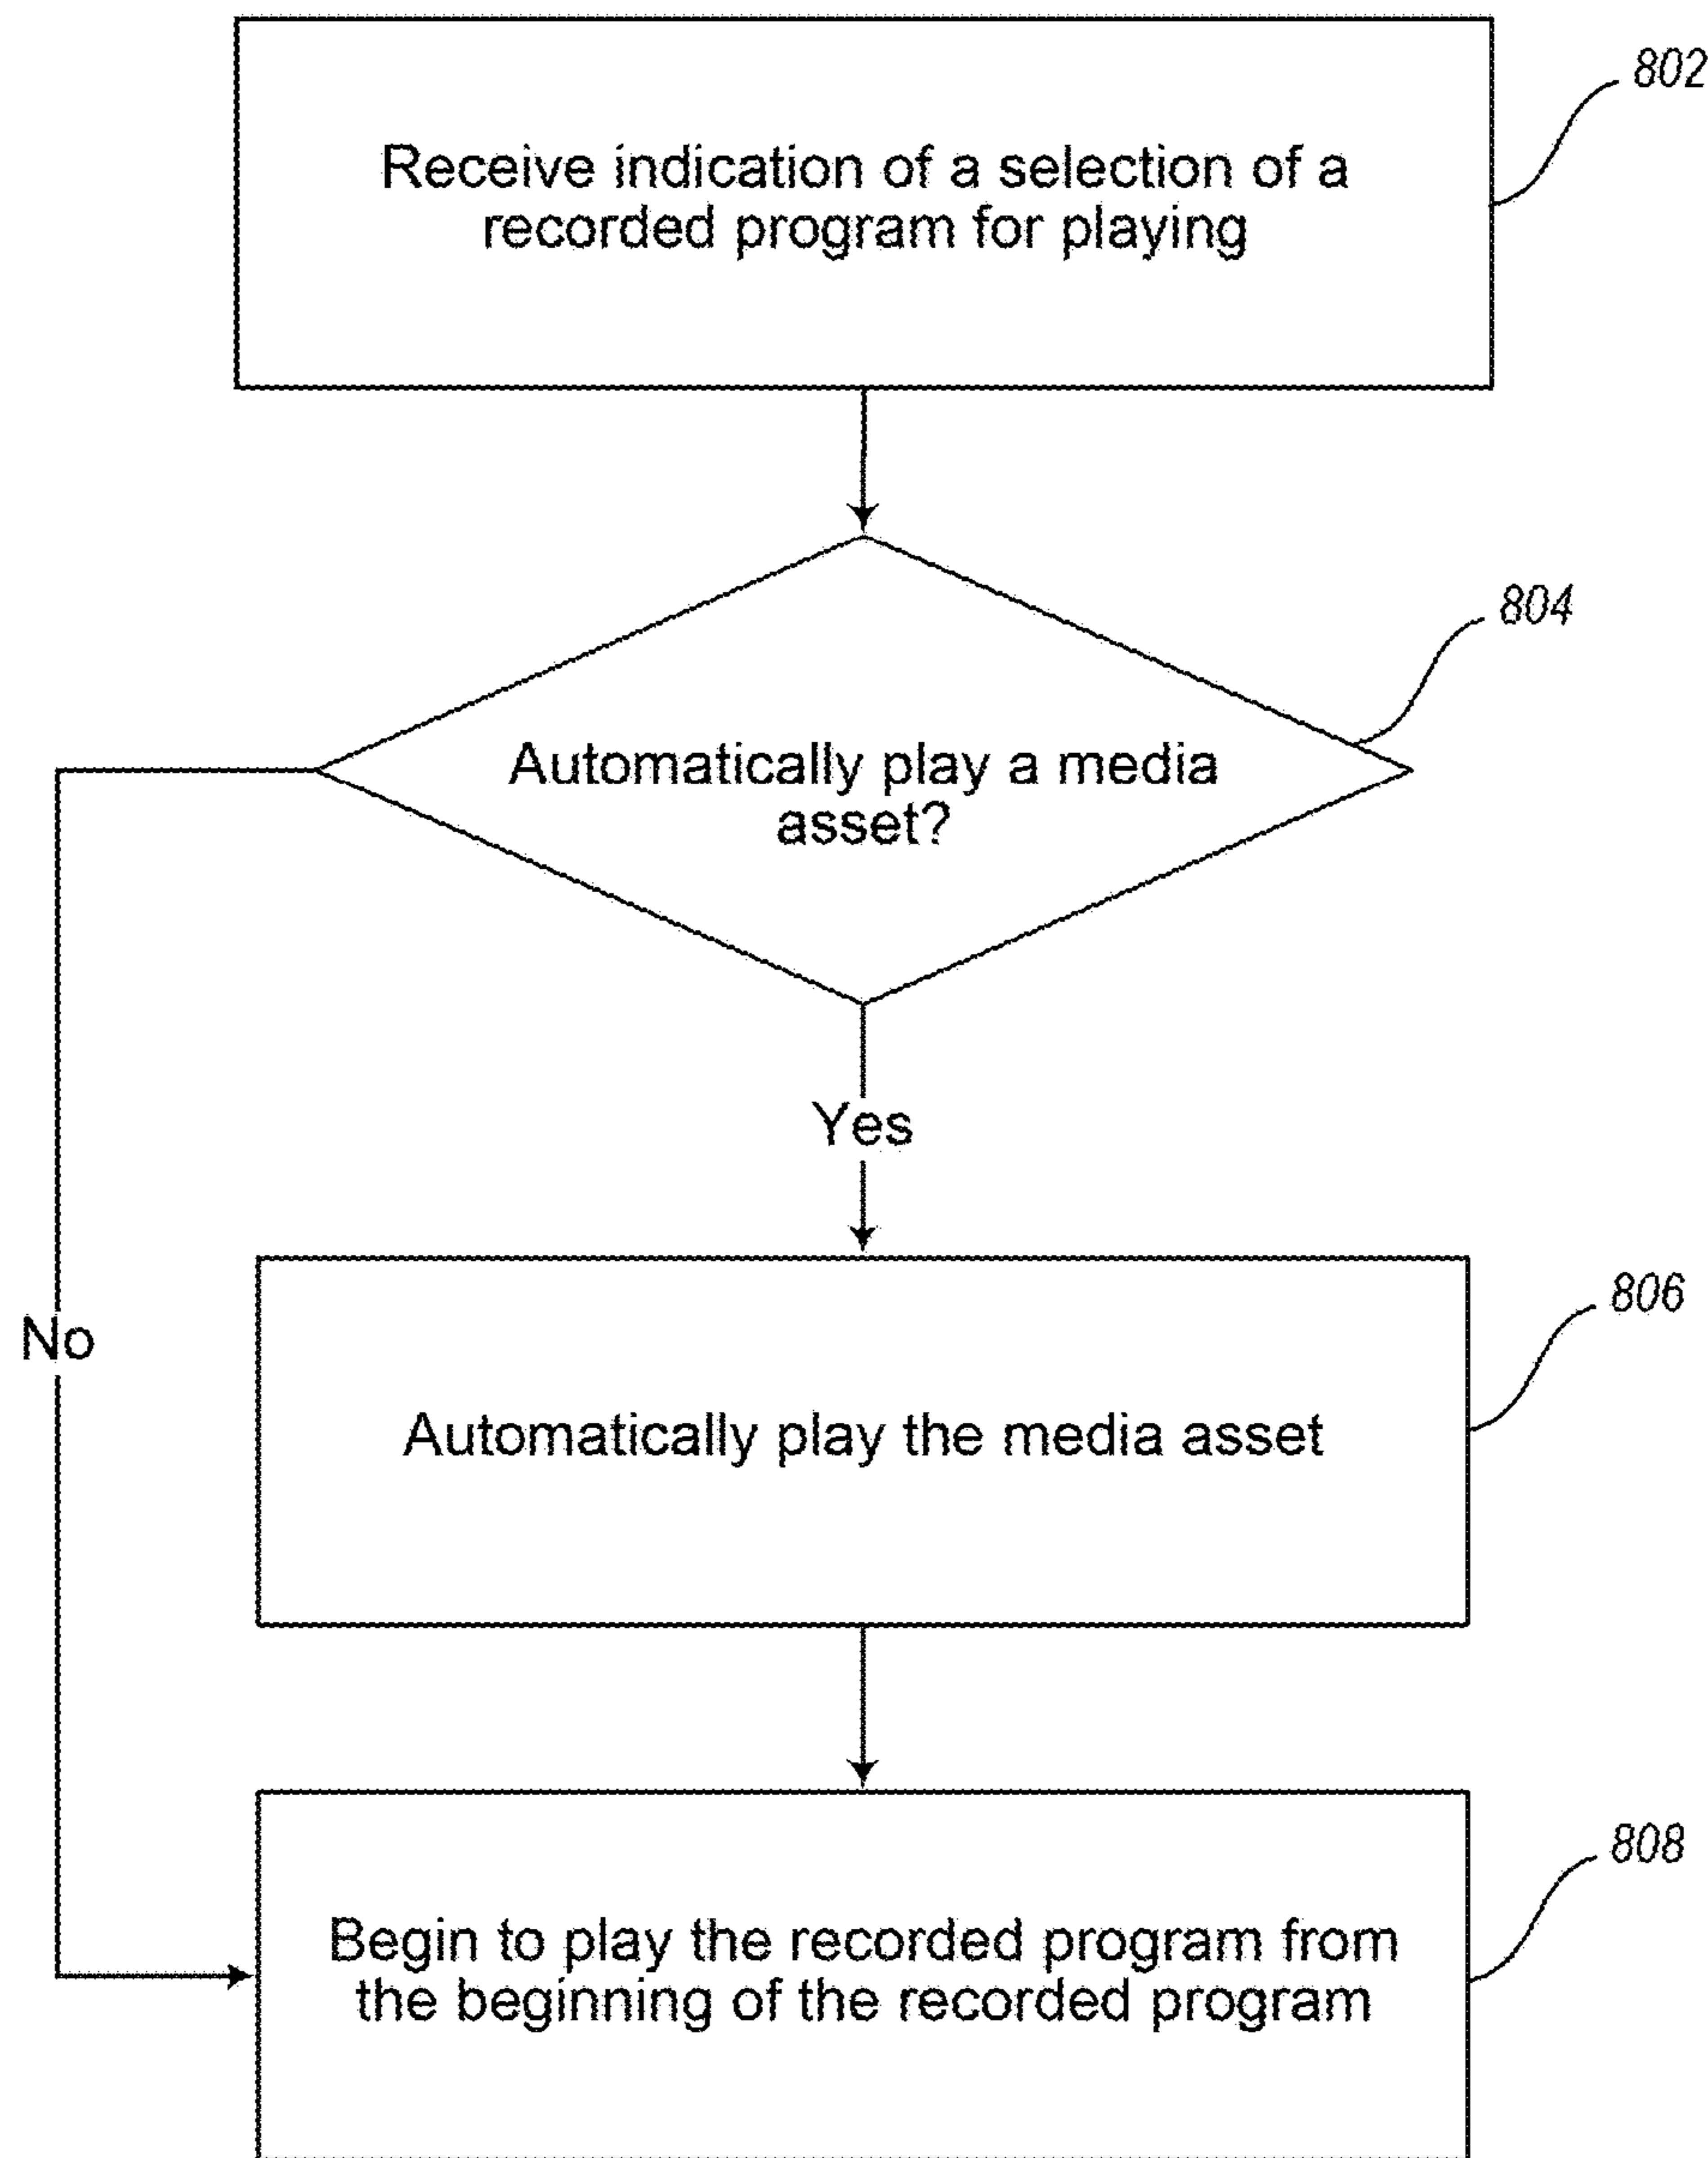 802
Receive indication of a selection of a
recorded program for playing
804
Automatically play a media
asset?
Yes
806
No
Automatically play the media asset
808
Begin to play the recorded program from
the beginning of the recorded program